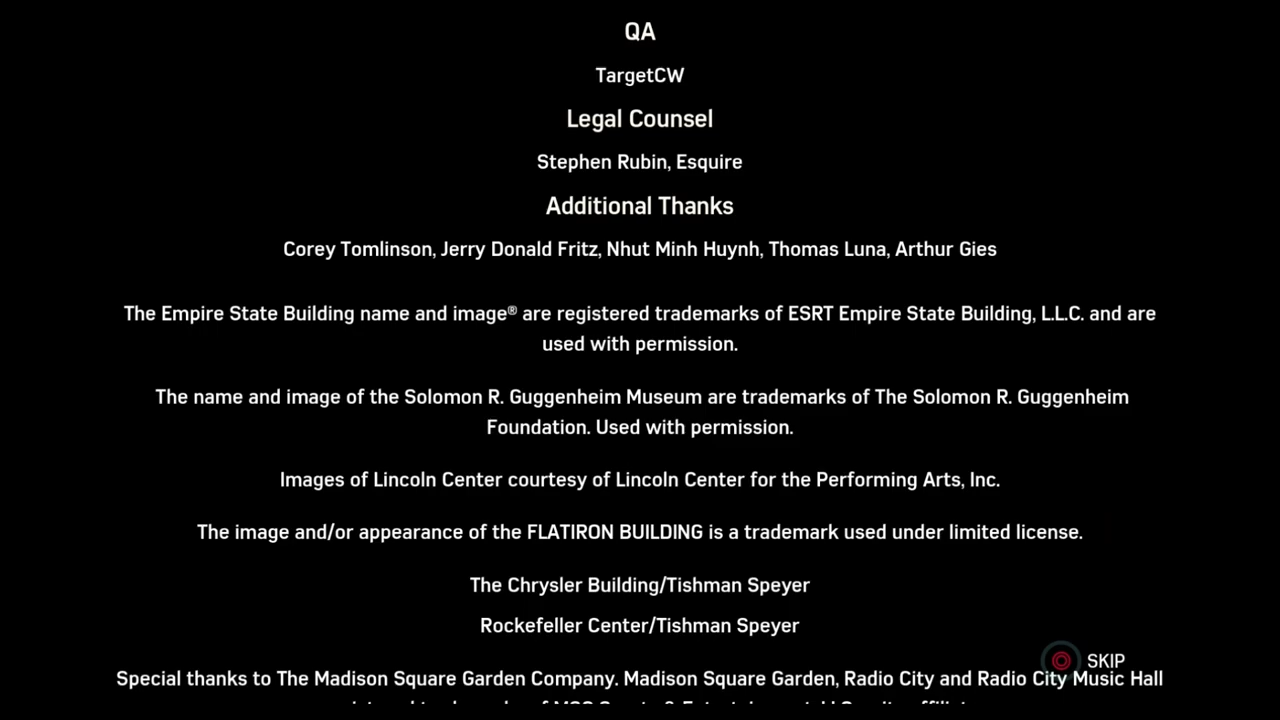 QA
TargetCW
Legal Counsel
Stephen Rubin, Esquire
Additional Thanks
Corey Tomlinson, Jerry Donald Fritz, Nhut Minh Huynh, Thomas Luna, Arthur Gies
The Empire State Building name and image® are registered trademarks of ESRT Empire State Building, L.L.C. and are
used with permission.
The name and image of the Solomon R. Guggenheim Museum are trademarks of The Solomon R. Guggenheim
Foundation. Used with permission.
Images of Lincoln Center courtesy of Lincoln Center for the Performing Arts, Inc.
The image and/or appearance of the FLATIRON BUILDING is a trademark used under limited license.
The Chrysler Building/Tishman Speyer
Rockefeller Center/Tishman Speyer
SKIP
Special thanks to The Madison Square Garden Company. Madison Square Garden, Radio City and Radio City Music Hall